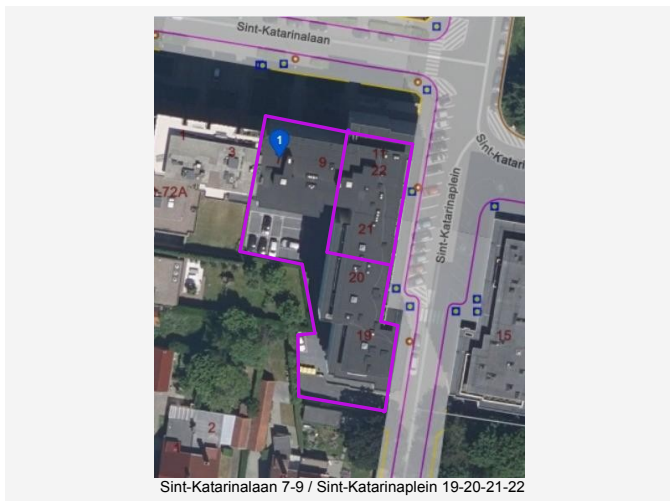 Sint-Katarinalaan
1
1
3
9
11
22
Sint-Katari
-72A
21
Sint-Katarinaplein
20
19
15
2
Sint-Katarinalaan 7-9 / Sint-Katarinaplein 19-20-21-22